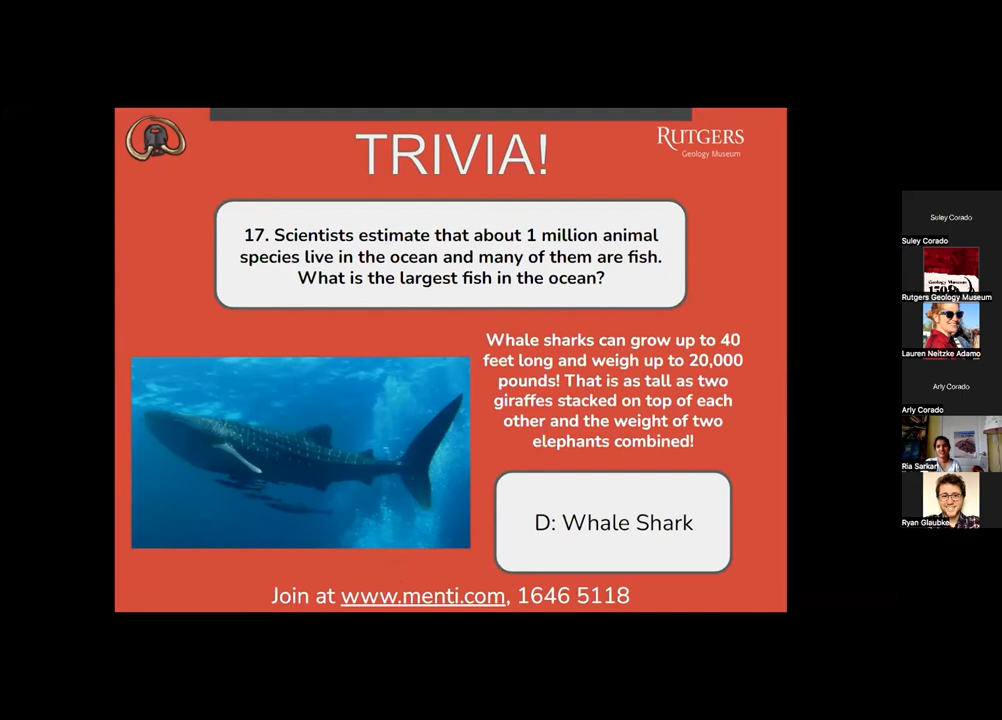 TRIVIA!
RUTGERS
Geology Museum
17. Scientists estimate that about 1 million animal
species live in the ocean and many of them are fish.
What is the largest fish in the ocean?
Whale sharks can grow up to 40
feet long and weigh up to 20,000
pounds! That is as tall as two
giraffes stacked on top of each
other and the weight of two
elephants combined!
D: Whale Shark
Join at www.menti.com, 1646 5118
Suley Corado
Suley Corado
Geology Museum
Rutgers Geology Museum
Lauren Neitzke Adamo
Arly Corado
Arly Corado
Ria Sarkar
Ryan Glaubke